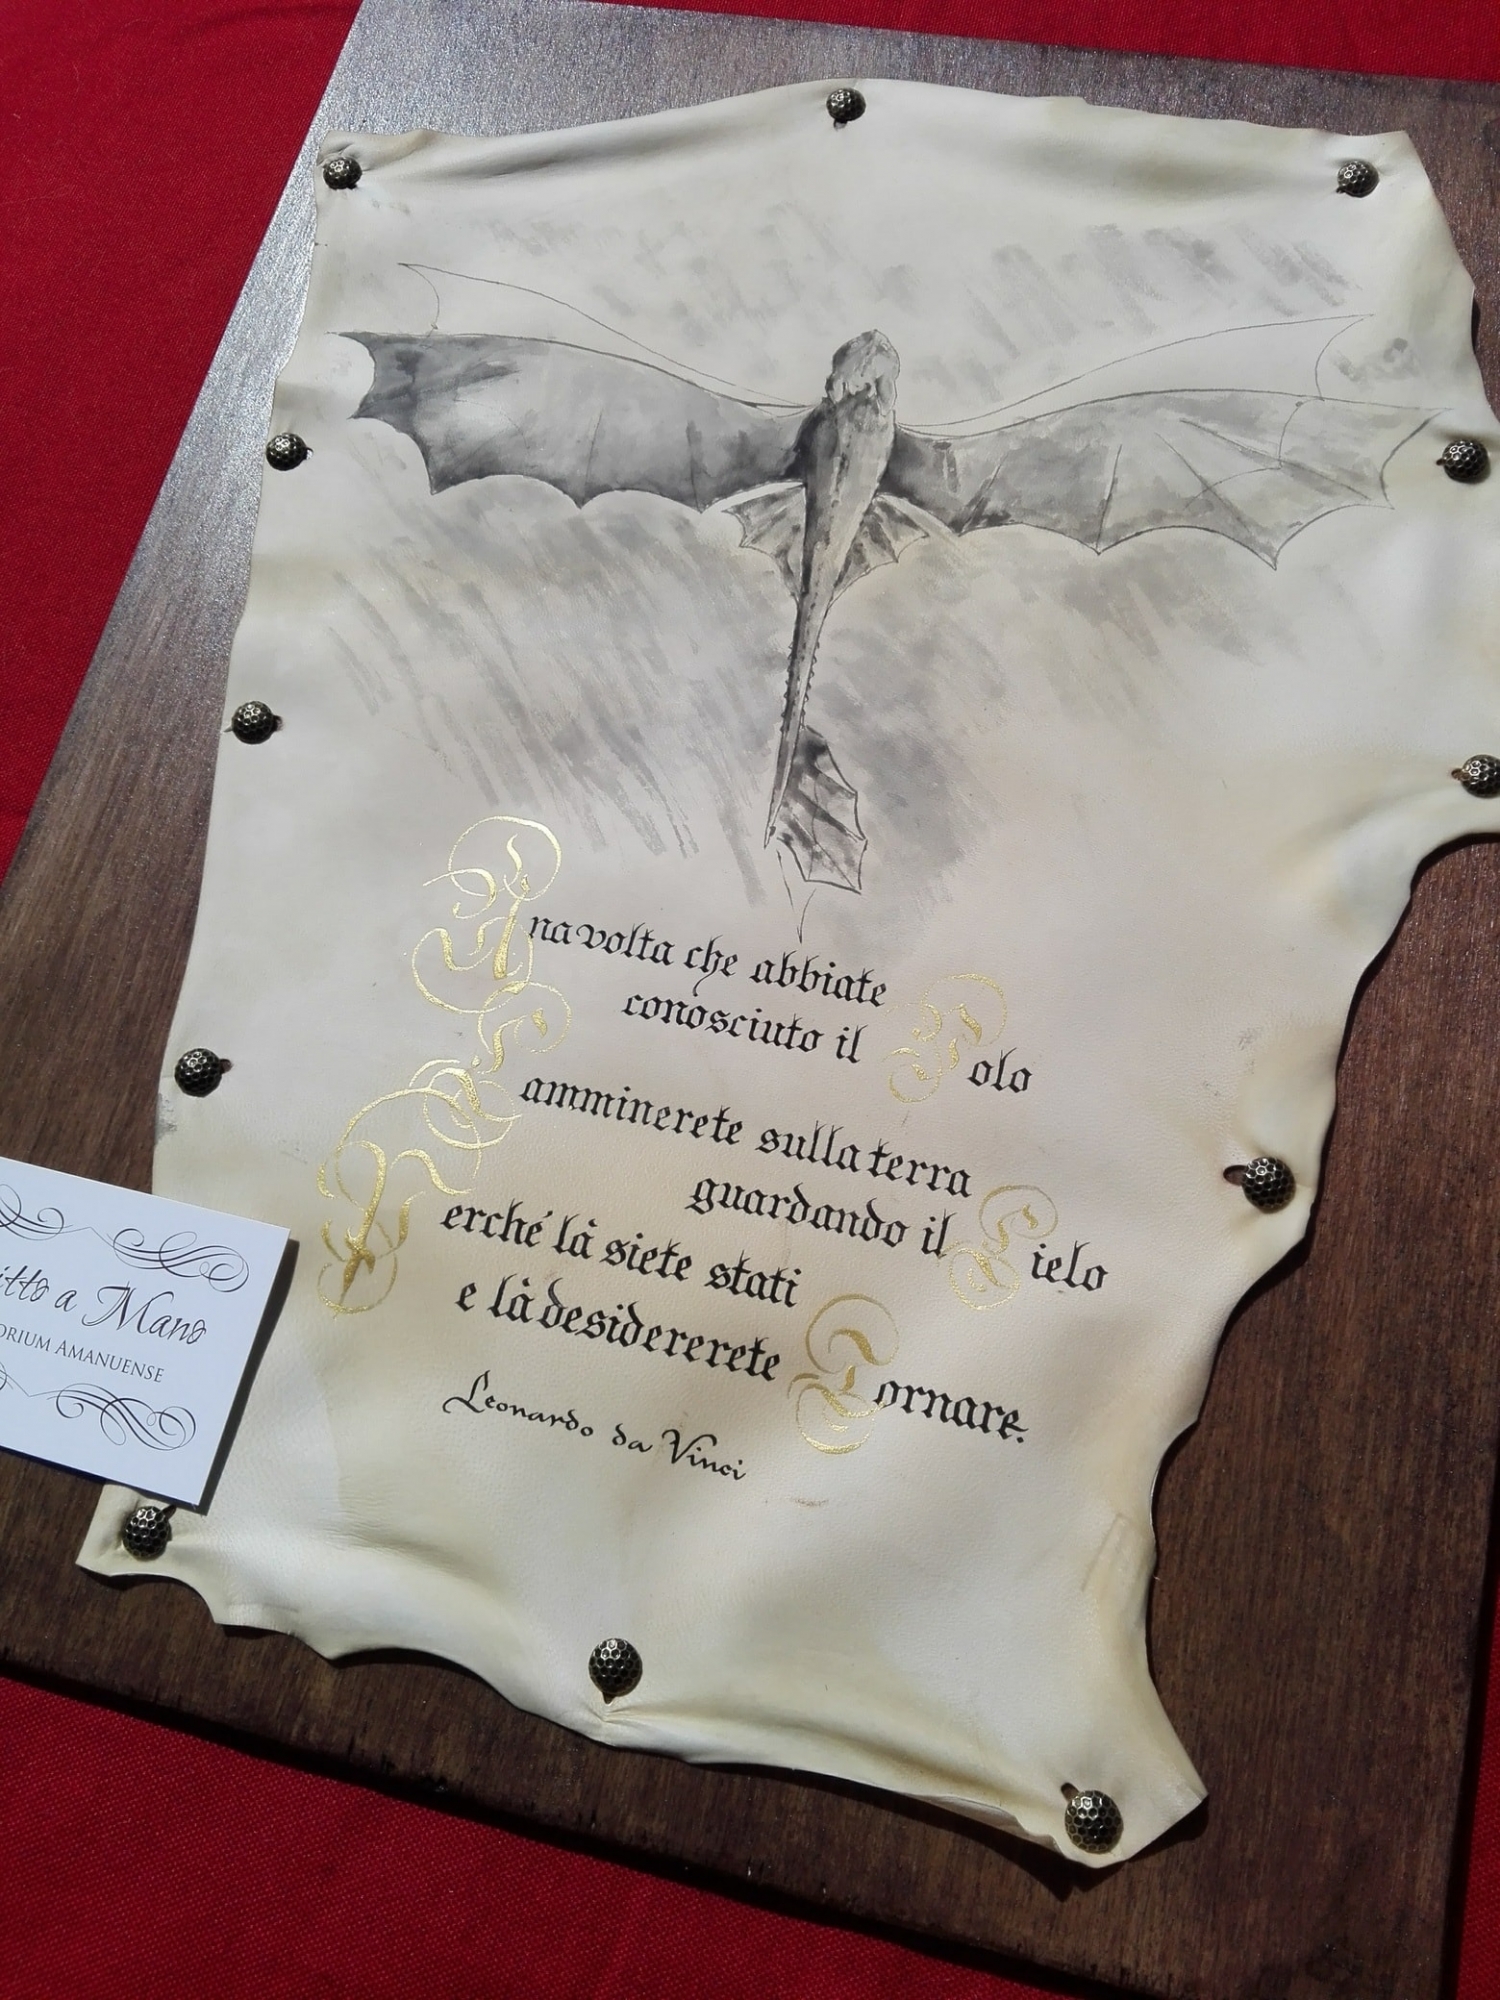 Una volta che abbiate
conosciuto il Volo
Camminerete sulla terra
guardando il Cielo
Perché là siete stati
e là desidererete Tornare.
Leonardo da Vinci
a Mano
AMANUENSE